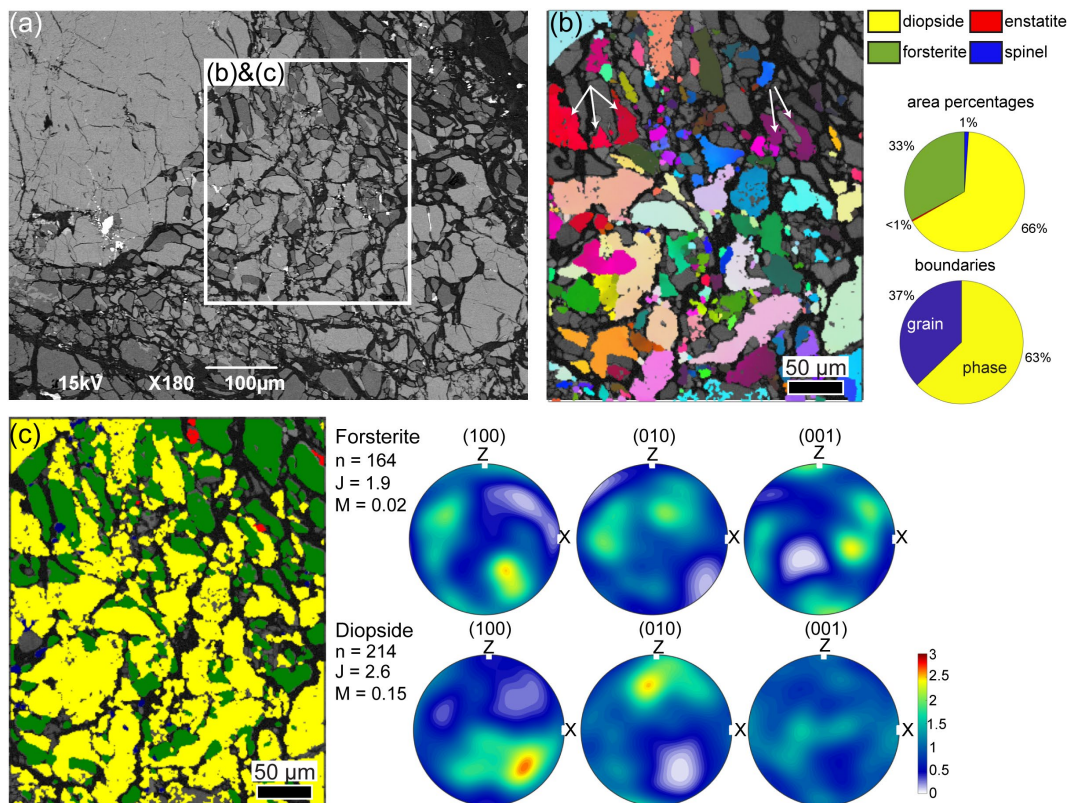 (a)
(b)&(c)
15kV X180 100µm
(b)
50 µm
diopside
enstatite
forsterite
spinel
area percentages
1%
33%
<1%
66%
boundaries
37%
grain
63%
phase
(c)
50 µm
Forsterite
n = 164
J = 1.9
M = 0.02
(100)
Z
X
(010)
Z
X
(001)
Z
X
Diopside
n = 214
J = 2.6
M = 0.15
(100)
Z
X
(010)
Z
X
(001)
Z
X
3
2.5
2
1.5
1
0.5
0